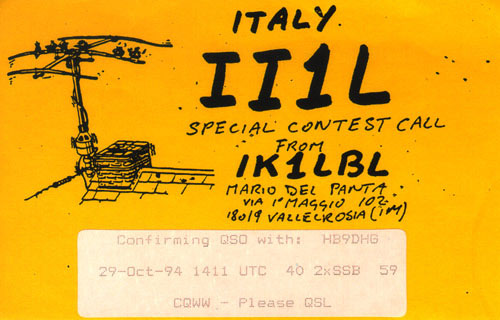 ITALY
II1L
SPECIAL CONTEST CALL
FROM
IK1LBL
MARIO DEL PANTA
VIA 1° MAGGIO 102
18019 VALLECROSIA (IM)
Confirming QSO with: HB9DHG
29-Oct-94 1411 UTC 40 2xSSB 59
CQWW - Please QSL